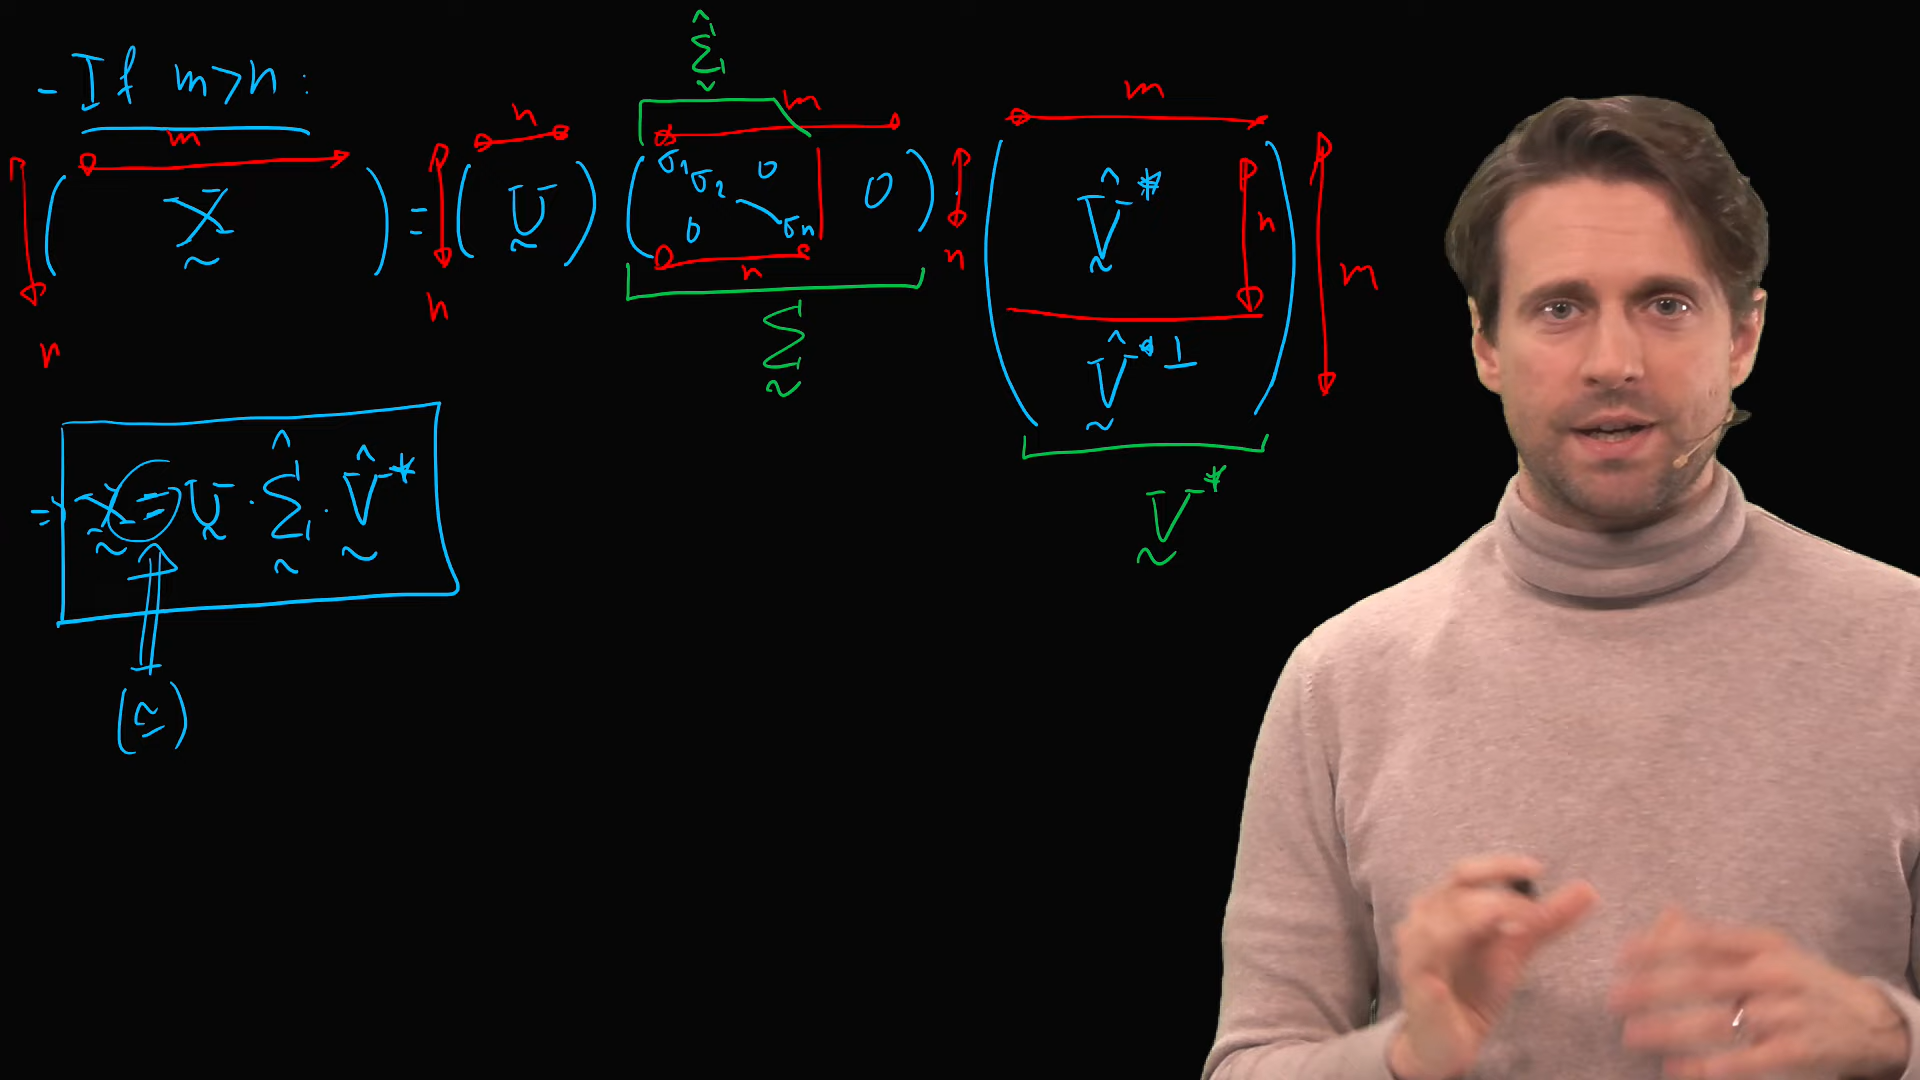 - If m>n:
m
n
( X ) = ( U ) ( σ1 σ2 0 0 σn | 0 ) · ( V̂* V̂*⊥ )
n
n
Σ̂
m
n
Σ
n
m
n
m
V*
=> X = U · Σ̂ · V̂*
(≃)